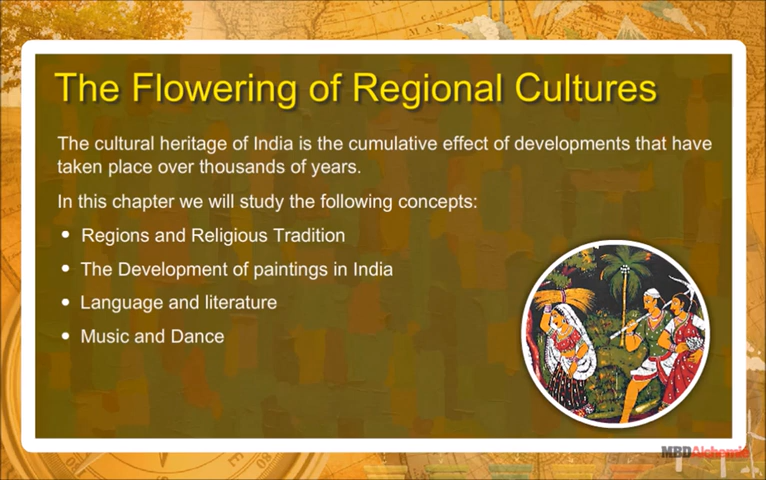 The Flowering of Regional Cultures
The cultural heritage of India is the cumulative effect of developments that have
taken place over thousands of years.
In this chapter we will study the following concepts:
• Regions and Religious Tradition
• The Development of paintings in India
• Language and literature
• Music and Dance
MBDAlchemie